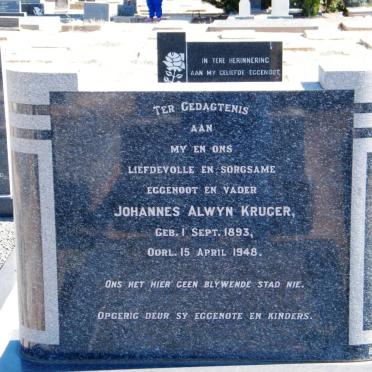 IN TERE HERINNERING
AAN MY GELIEFDE EGGENOOT
TER GEDAGTENIS
AAN
MY EN ONS
LIEFDEVOLLE EN SORGSAME
EGGENOOT EN VADER
JOHANNES ALWYN KRUGER,
GEB. 1 SEPT. 1893,
OORL. 15 APRIL 1948.
ONS HET HIER GEEN BLYWENDE STAD NIE.
OPGERIG DEUR SY EGGENOTE EN KINDERS.